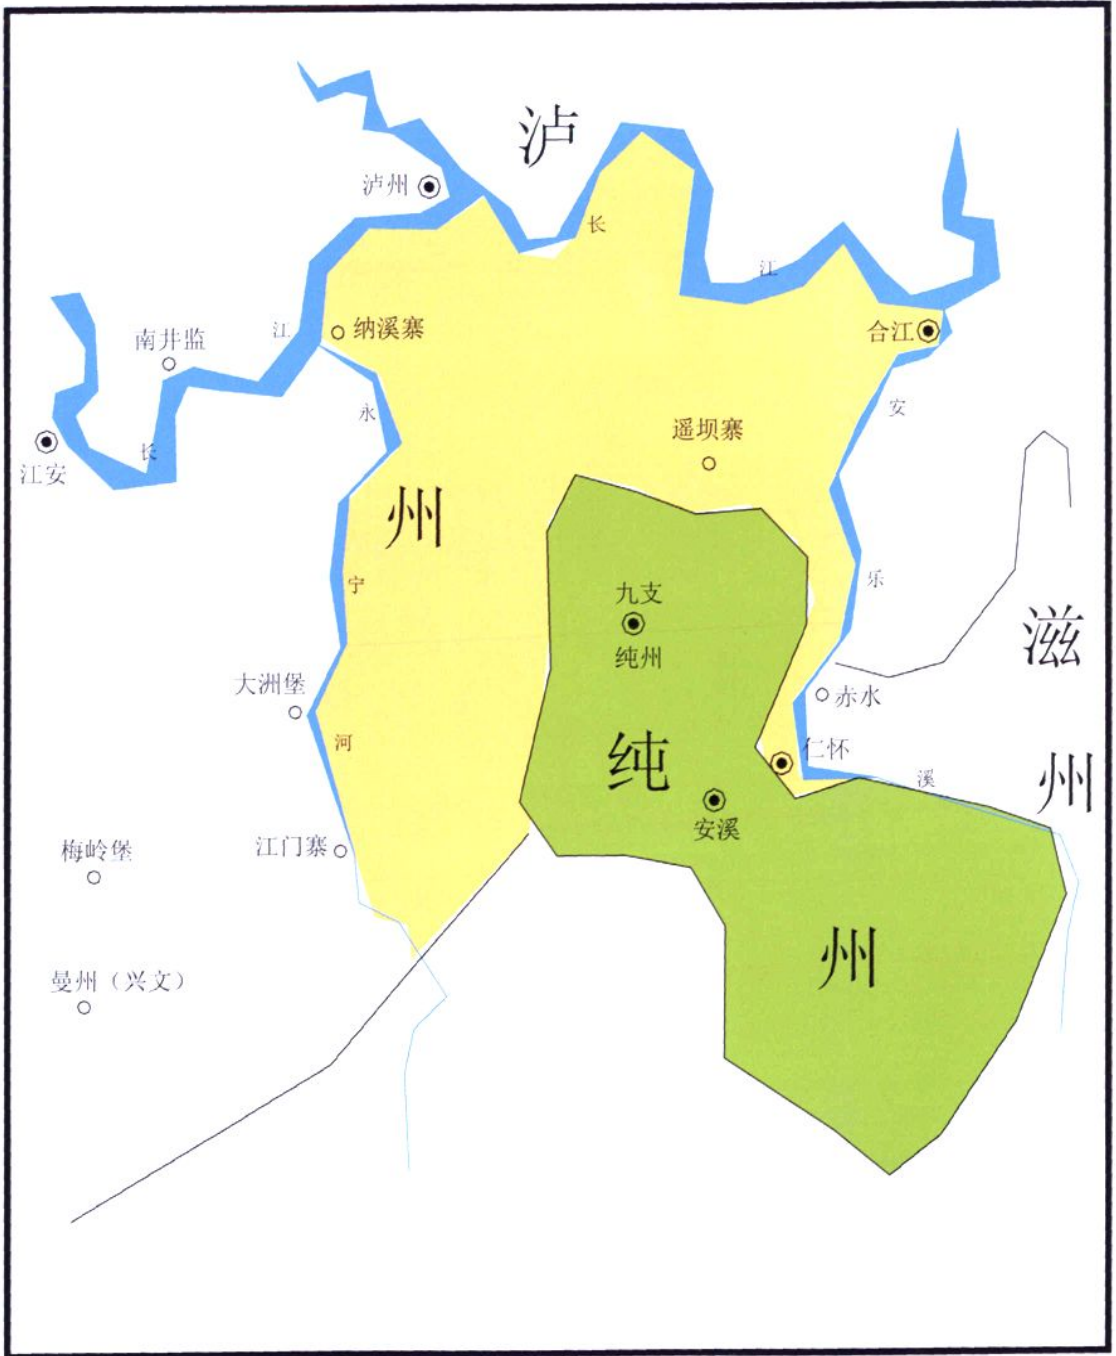 泸
泸州
长
江
南井监
江
纳溪寨
合江
永
安
遥坝寨
江安
长
州
宁
乐
九支
纯州
滋
大洲堡
赤水
河
纯
仁怀
溪
州
安溪
梅岭堡
江门寨
州
曼州（兴文）